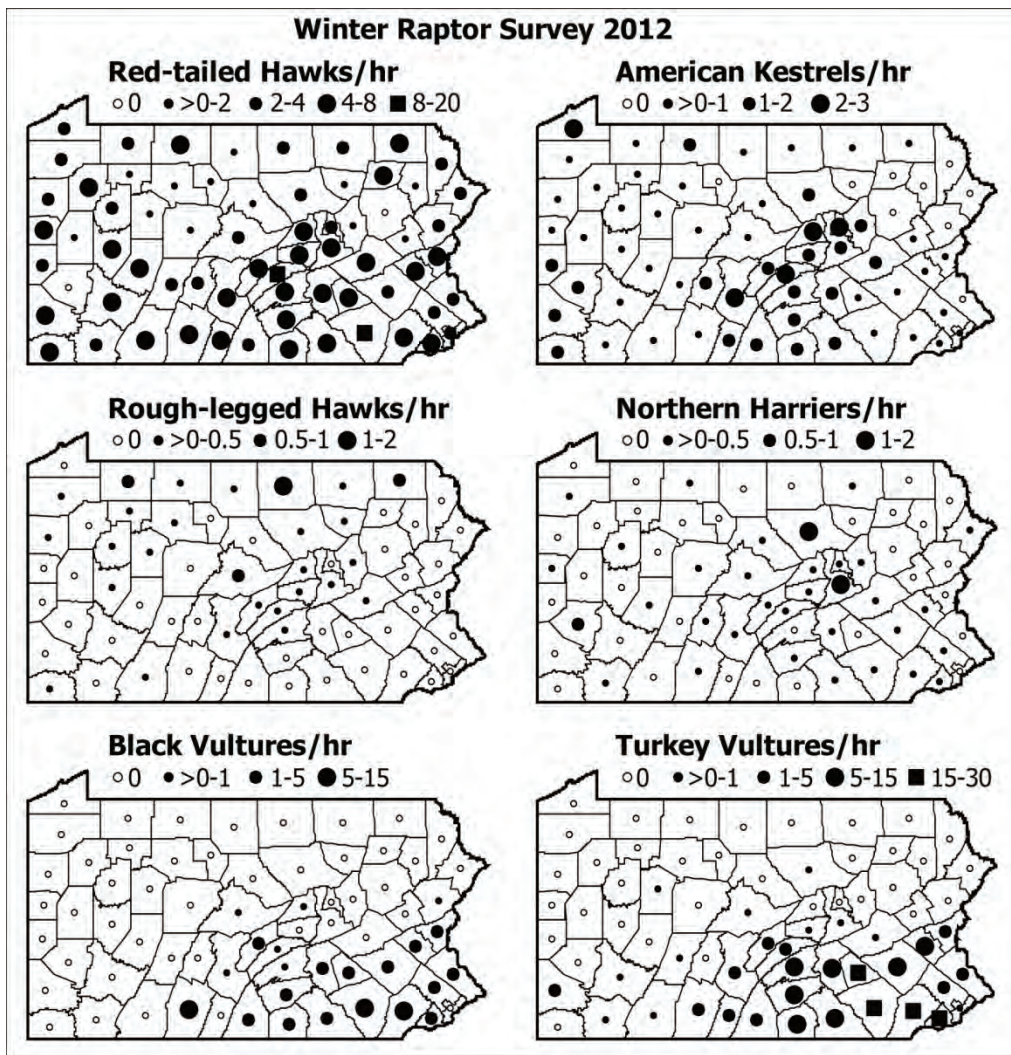 Winter Raptor Survey 2012
Red-tailed Hawks/hr
0 >0-2 2-4 4-8 8-20
American Kestrels/hr
0 >0-1 1-2 2-3
Rough-legged Hawks/hr
0 >0-0.5 0.5-1 1-2
Northern Harriers/hr
0 >0-0.5 0.5-1 1-2
Black Vultures/hr
0 >0-1 1-5 5-15
Turkey Vultures/hr
0 >0-1 1-5 5-15 15-30